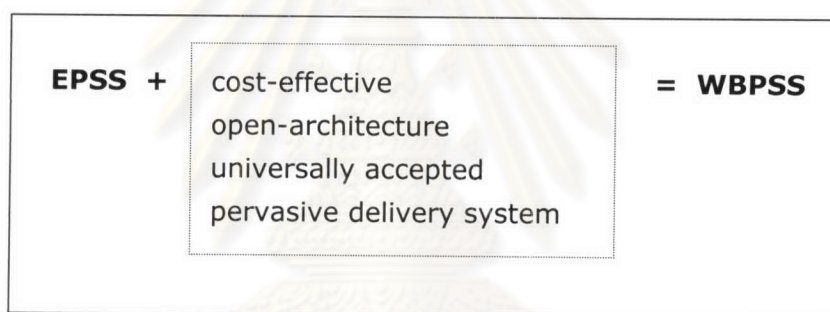 EPSS + cost-effective = WBPSS
open-architecture
universally accepted
pervasive delivery system